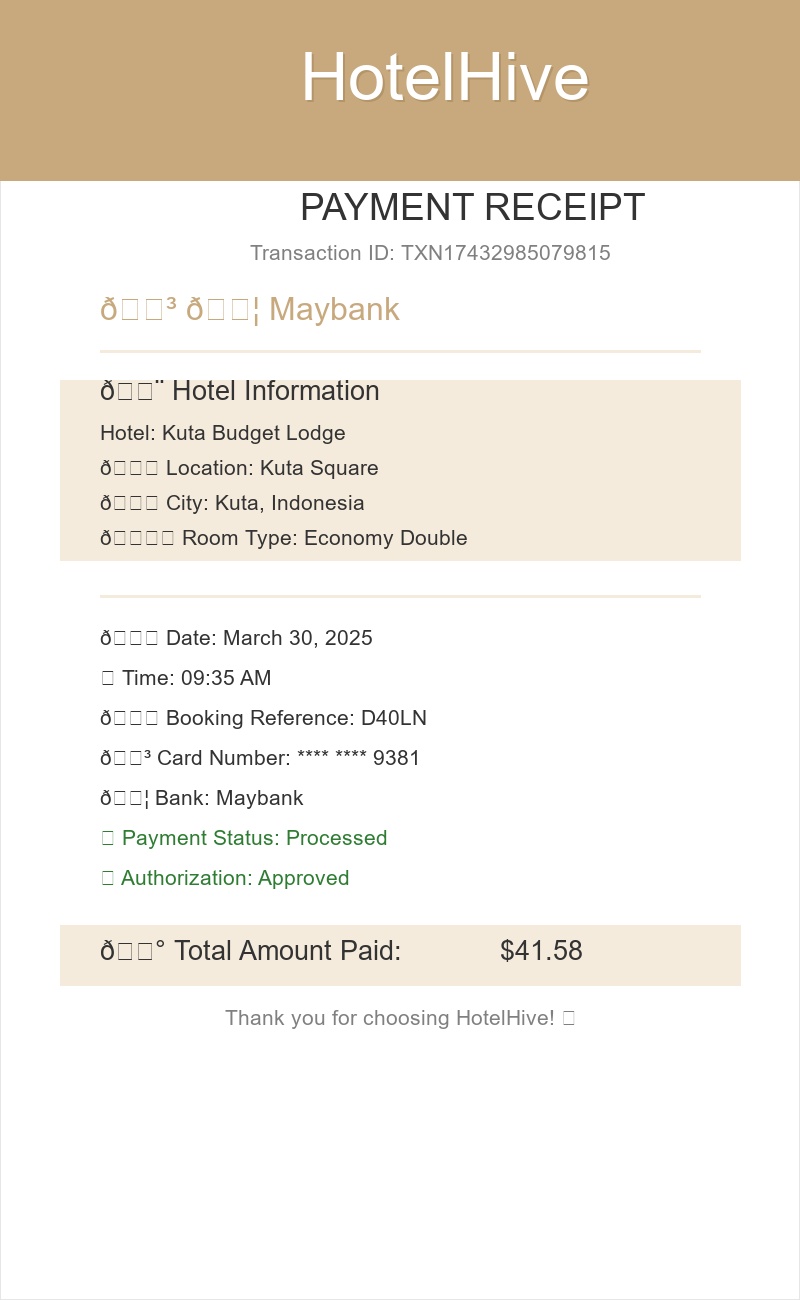 HotelHive
PAYMENT RECEIPT
Transaction ID: TXN17432985079815
ð□□³ ð□□¦ Maybank
ð□□¨ Hotel Information
Hotel: Kuta Budget Lodge
ð□□□ Location: Kuta Square
ð□□□ City: Kuta, Indonesia
ð□□□□ Room Type: Economy Double
ð□□□ Date: March 30, 2025
□ Time: 09:35 AM
ð□□□ Booking Reference: D40LN
ð□□³ Card Number: **** **** 9381
ð□□¦ Bank: Maybank
□ Payment Status: Processed
□ Authorization: Approved
ð□□° Total Amount Paid: $41.58
Thank you for choosing HotelHive! □